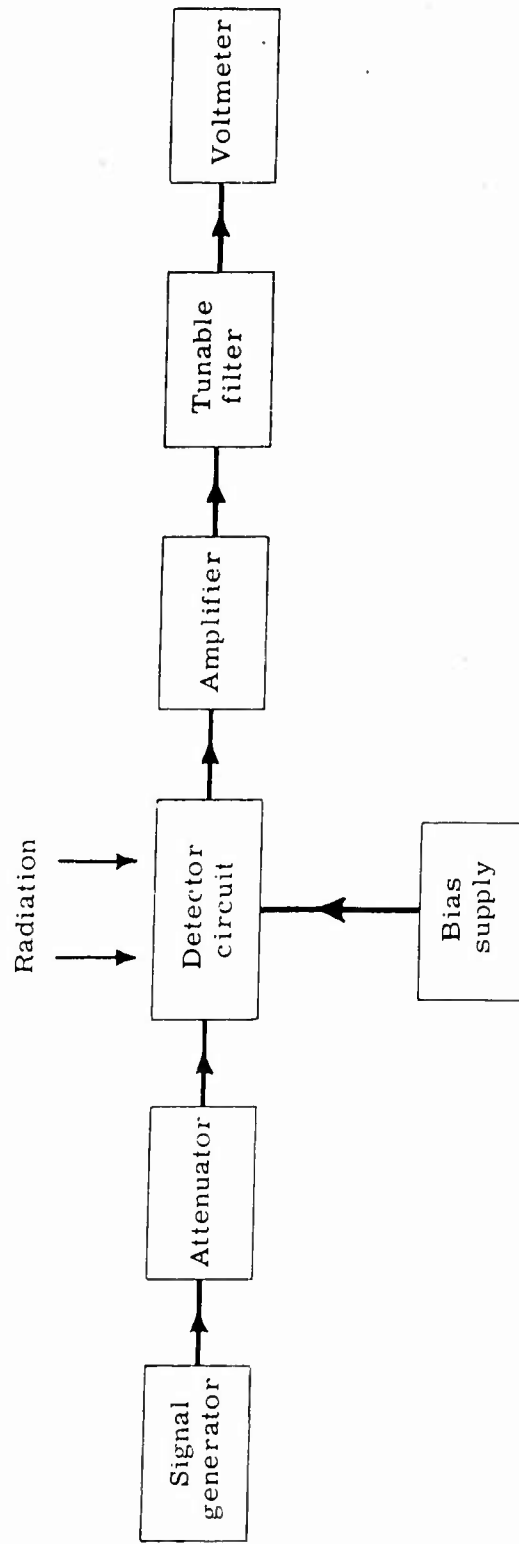 Radiation
Signal
generator
Attenuator
Detector
circuit
Amplifier
Tunable
filter
Voltmeter
Bias
supply